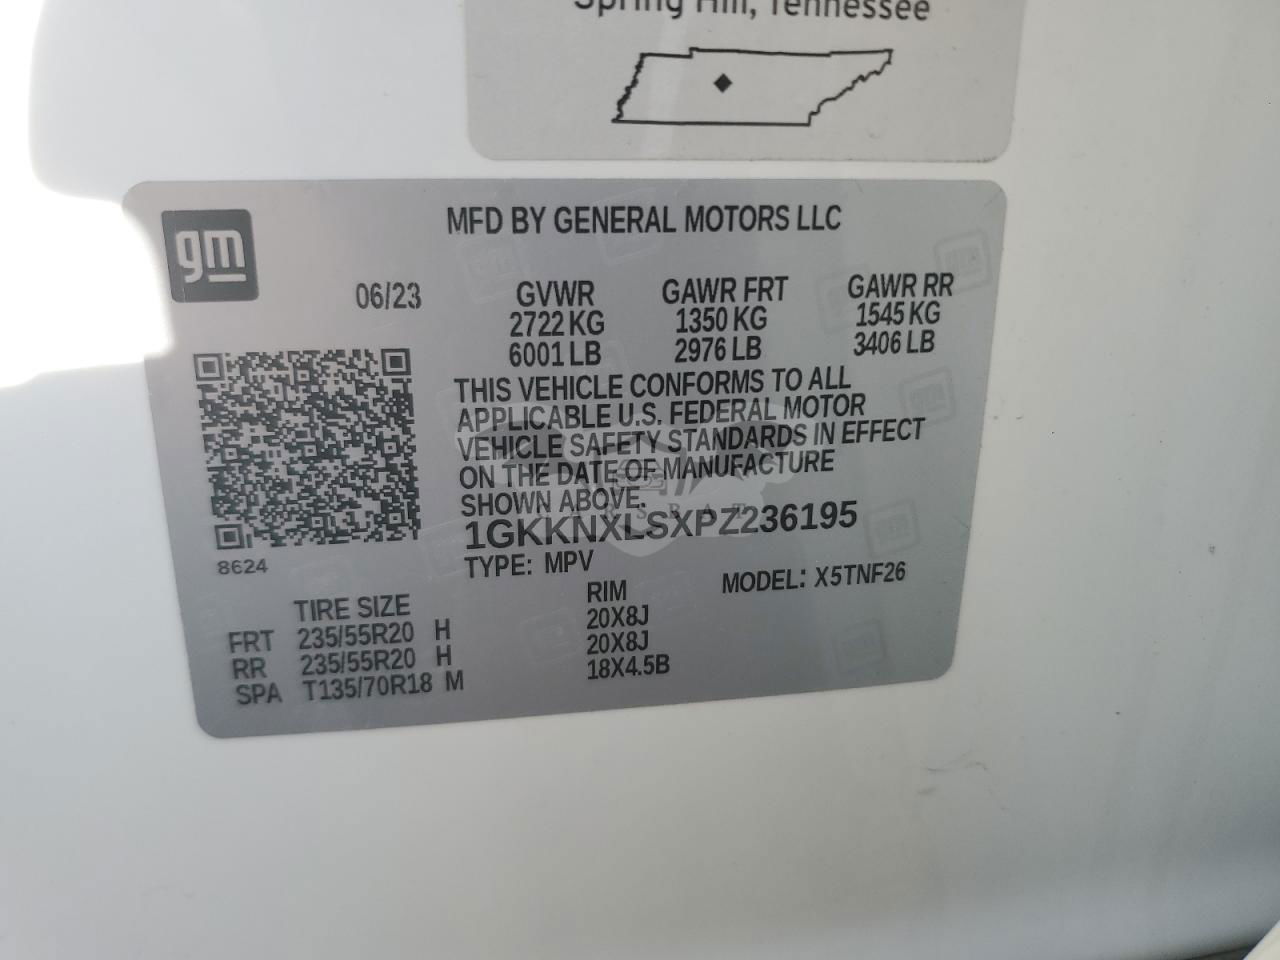 Spring Hill, Tennessee
gm
MFD BY GENERAL MOTORS LLC
06/23
GVWR GAWR FRT GAWR RR
2722 KG 1350 KG 1545 KG
6001 LB 2976 LB 3406 LB
THIS VEHICLE CONFORMS TO ALL
APPLICABLE U.S. FEDERAL MOTOR
VEHICLE SAFETY STANDARDS IN EFFECT
ON THE DATE OF MANUFACTURE
SHOWN ABOVE.
1GKKNXLSXPZ236195
8624
TYPE: MPV MODEL: X5TNF26
TIRE SIZE RIM
FRT 235/55R20 H 20X8J
RR 235/55R20 H 20X8J
SPA T135/70R18 M 18X4.5B